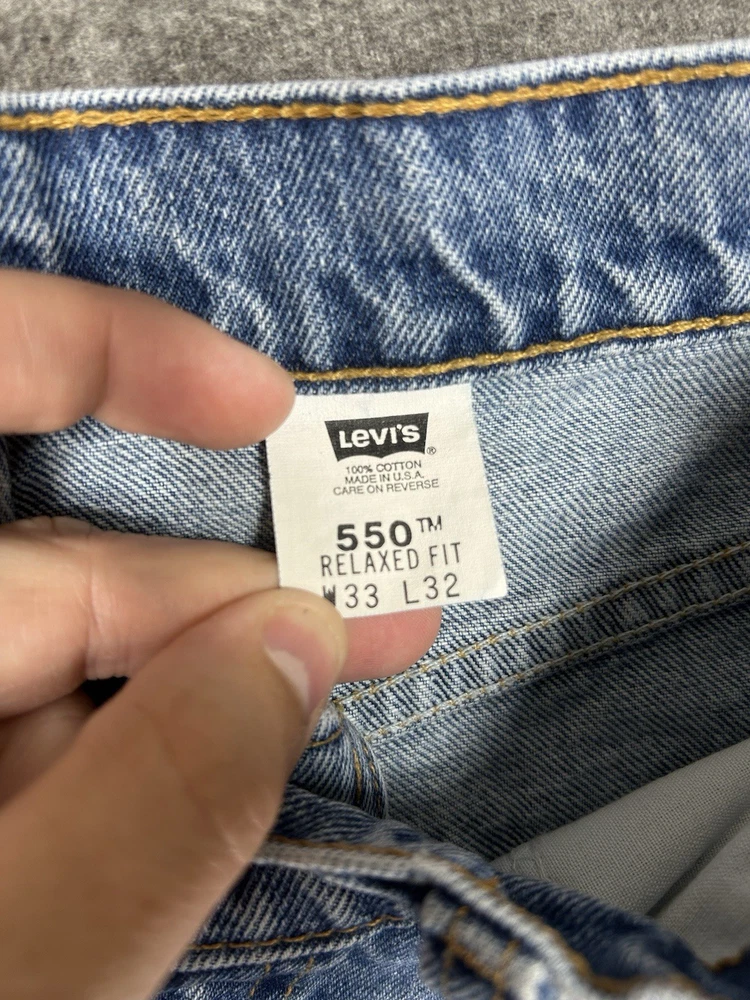 LEVI'S®
100% COTTON
MADE IN U.S.A.
CARE ON REVERSE
550™
RELAXED FIT
W33 L32